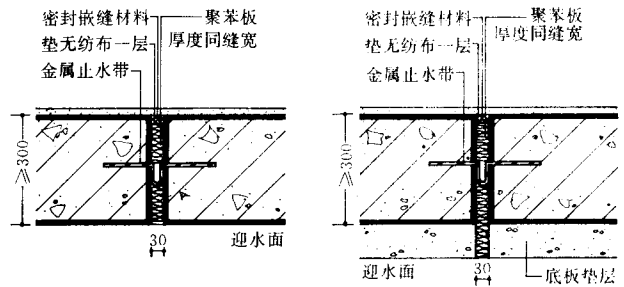 密封嵌缝材料
聚苯板
垫无纺布一层
厚度同缝宽
金属止水带
≥300
迎水面
30
密封嵌缝材料
聚苯板
垫无纺布一层
厚度同缝宽
金属止水带
≥300
迎水面
30
底板垫层